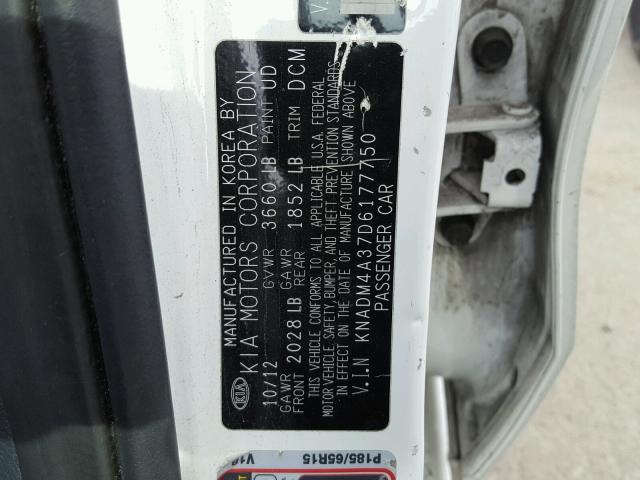 MANUFACTURED IN KOREA BY
KIA KIA MOTORS CORPORATION
10/12 GVWR 3660 LB PAINT UD
GAWR FRONT 2028 LB GAWR REAR 1852 LB TRIM DCM
THIS VEHICLE CONFORMS TO ALL APPLICABLE U.S.A. FEDERAL
MOTOR VEHICLE SAFETY, BUMPER, AND THEFT PREVENTION STANDARDS
IN EFFECT ON THE DATE OF MANUFACTURE SHOWN ABOVE
V.I.N KNADM4A37D6177750
PASSENGER CAR
P185/65R15